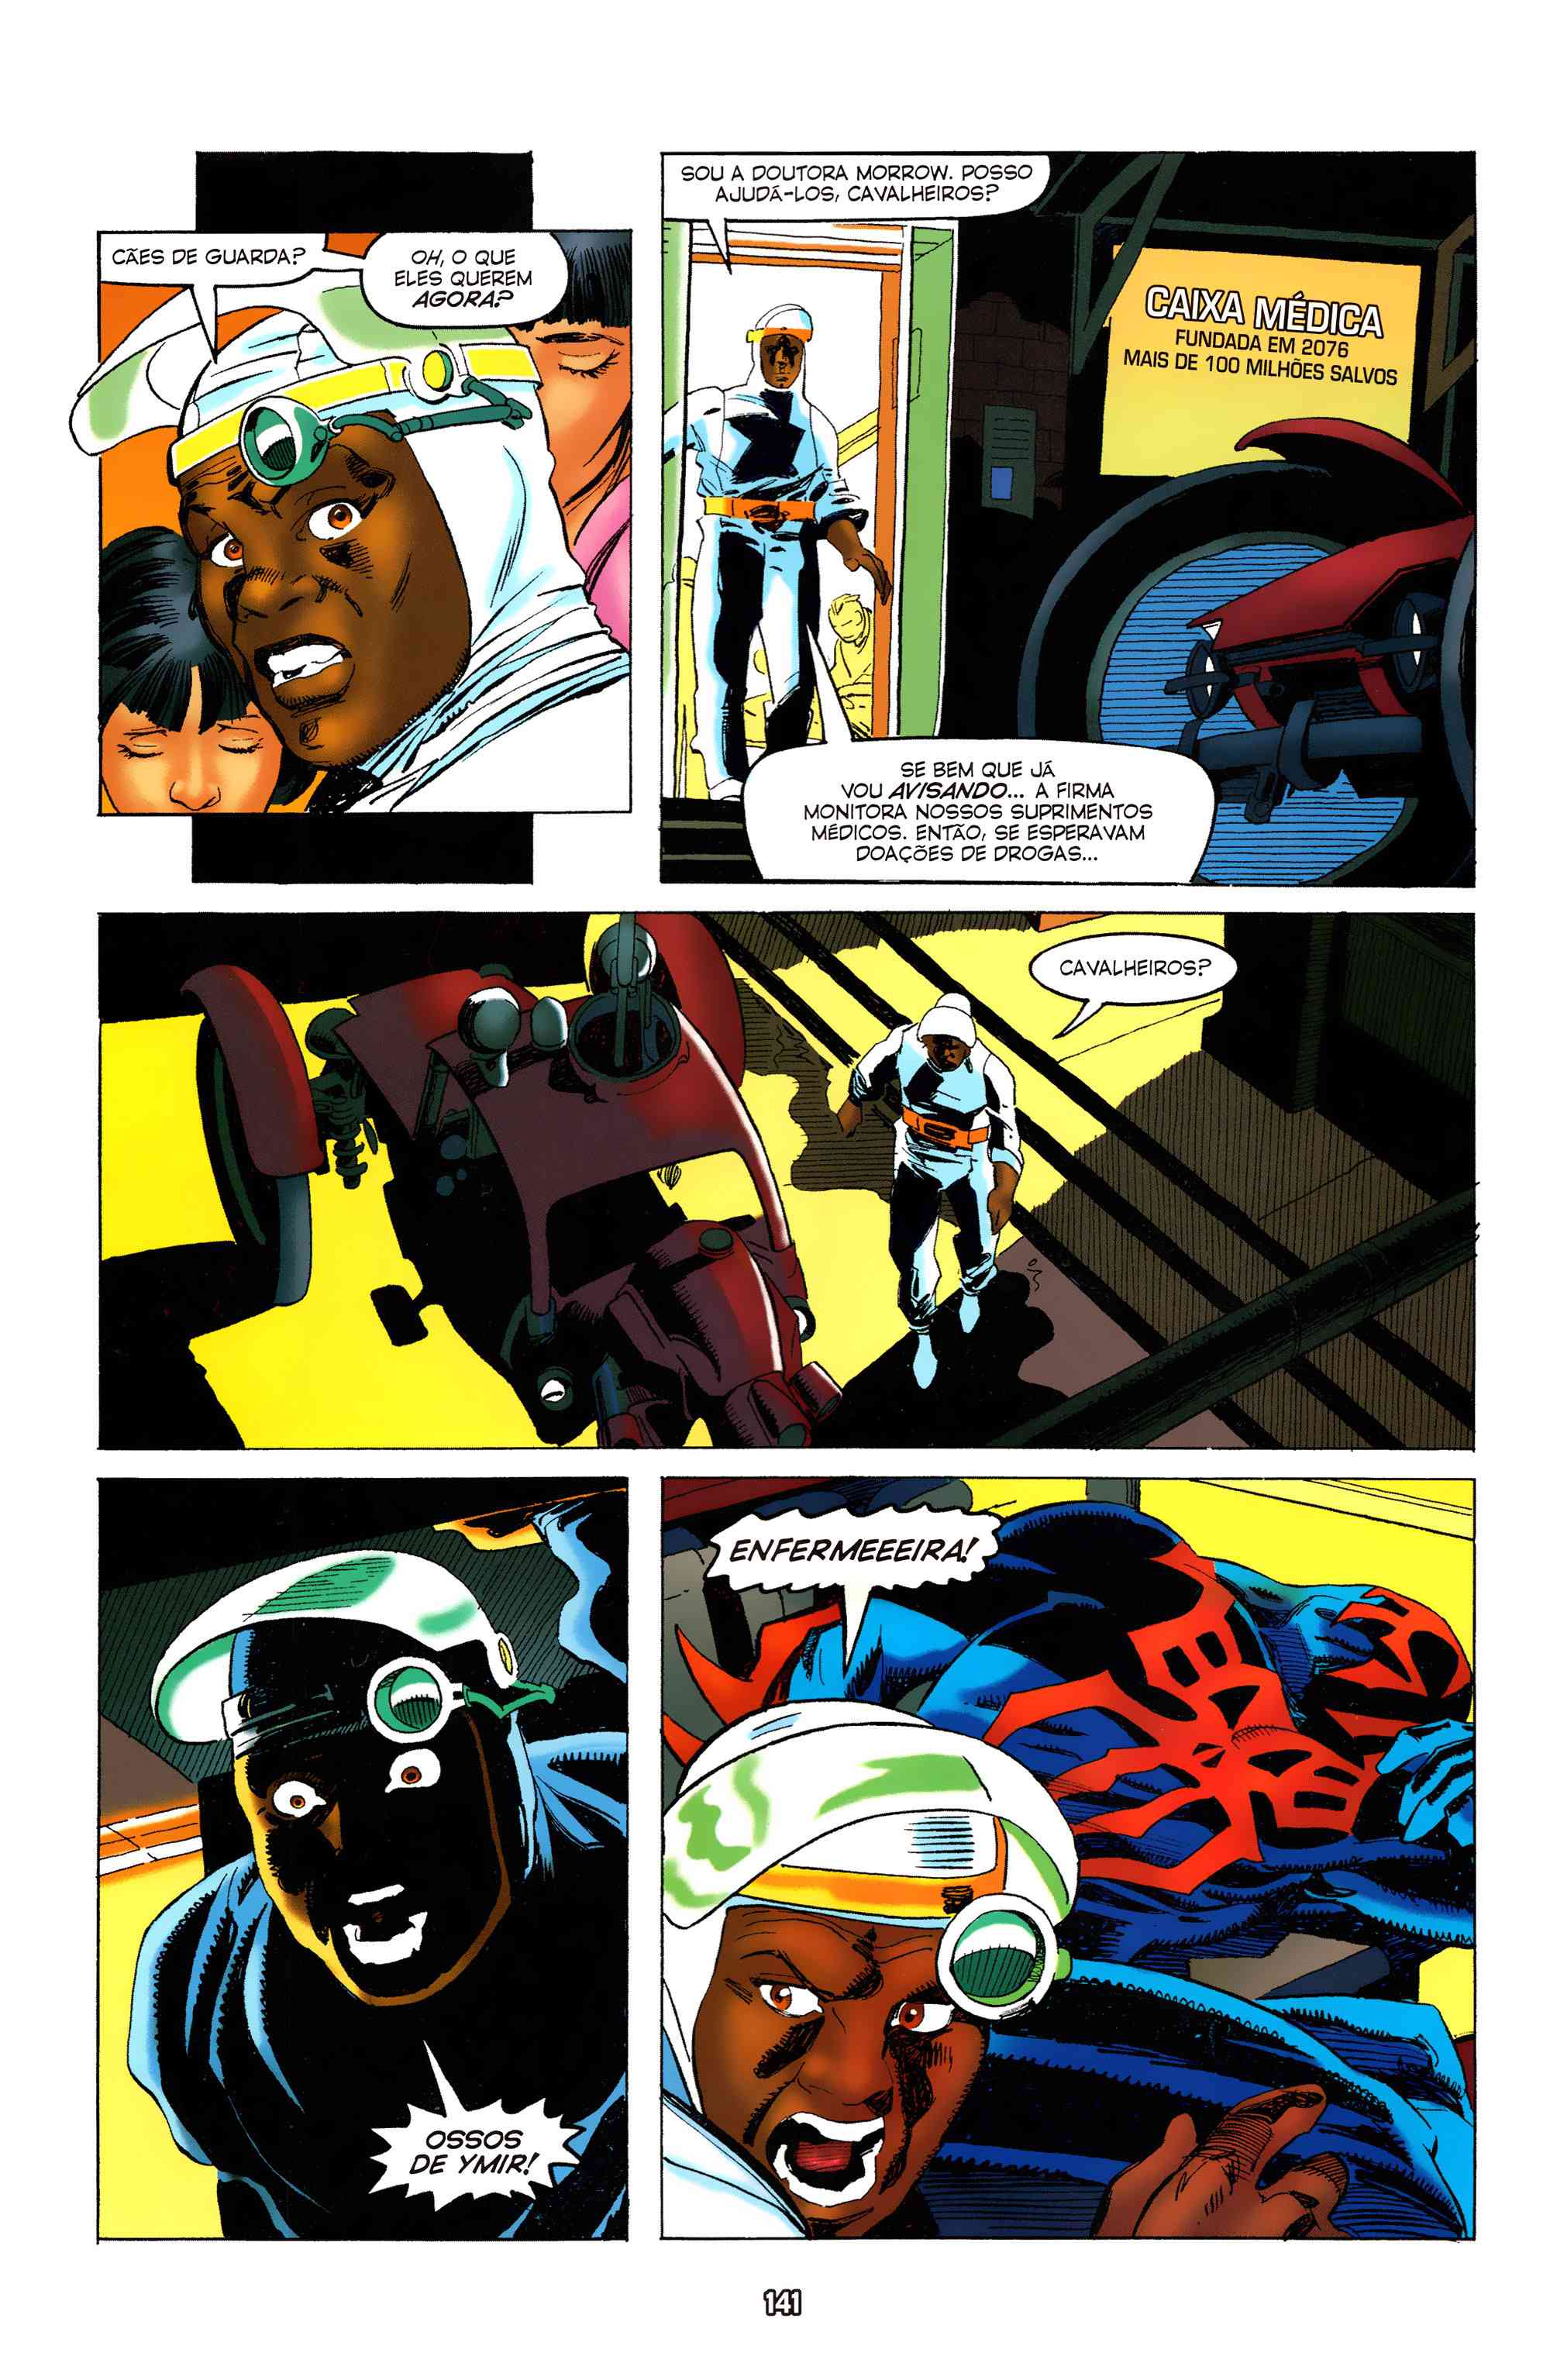 CÃES DE GUARDA?
OH, O QUE
ELES QUEREM
AGORA?
SOU A DOUTORA MORROW. POSSO
AJUDÁ-LOS, CAVALHEIROS?
CAIXA MÉDICA
FUNDADA EM 2076
MAIS DE 100 MILHÕES SALVOS
SE BEM QUE JÁ
VOU AVISANDO... A FIRMA
MONITORA NOSSOS SUPRIMENTOS
MÉDICOS. ENTÃO, SE ESPERAVAM
DOAÇÕES DE DROGAS...
CAVALHEIROS?
OSSOS
DE YMIR!
ENFERMEEEIRA!
141